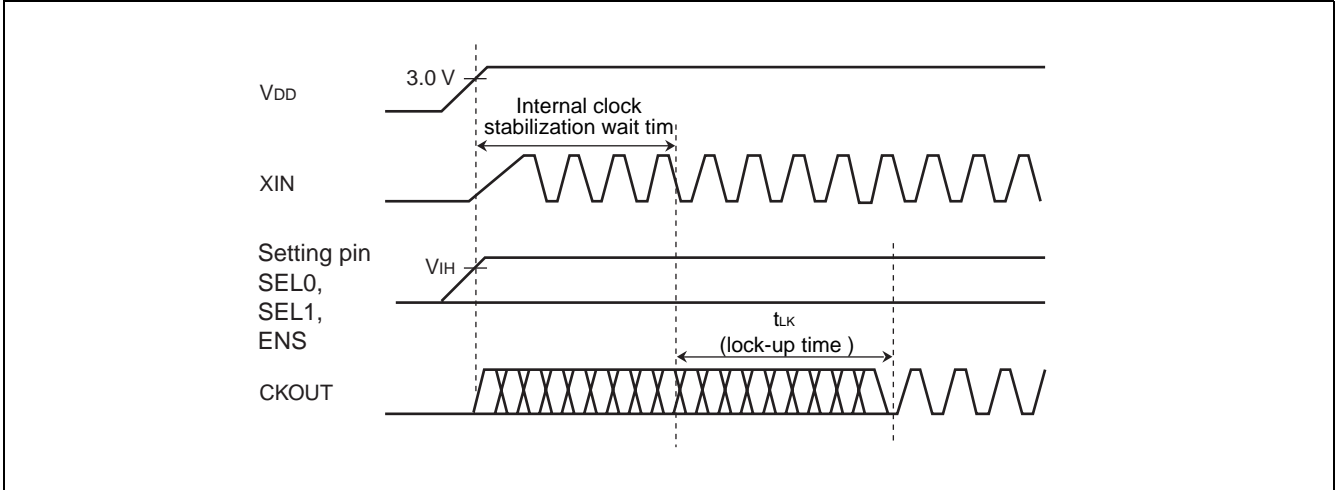 VDD
3.0 V
Internal clock
stabilization wait tim
XIN
Setting pin
SEL0,
SEL1,
ENS
VIH
tLK
(lock-up time )
CKOUT